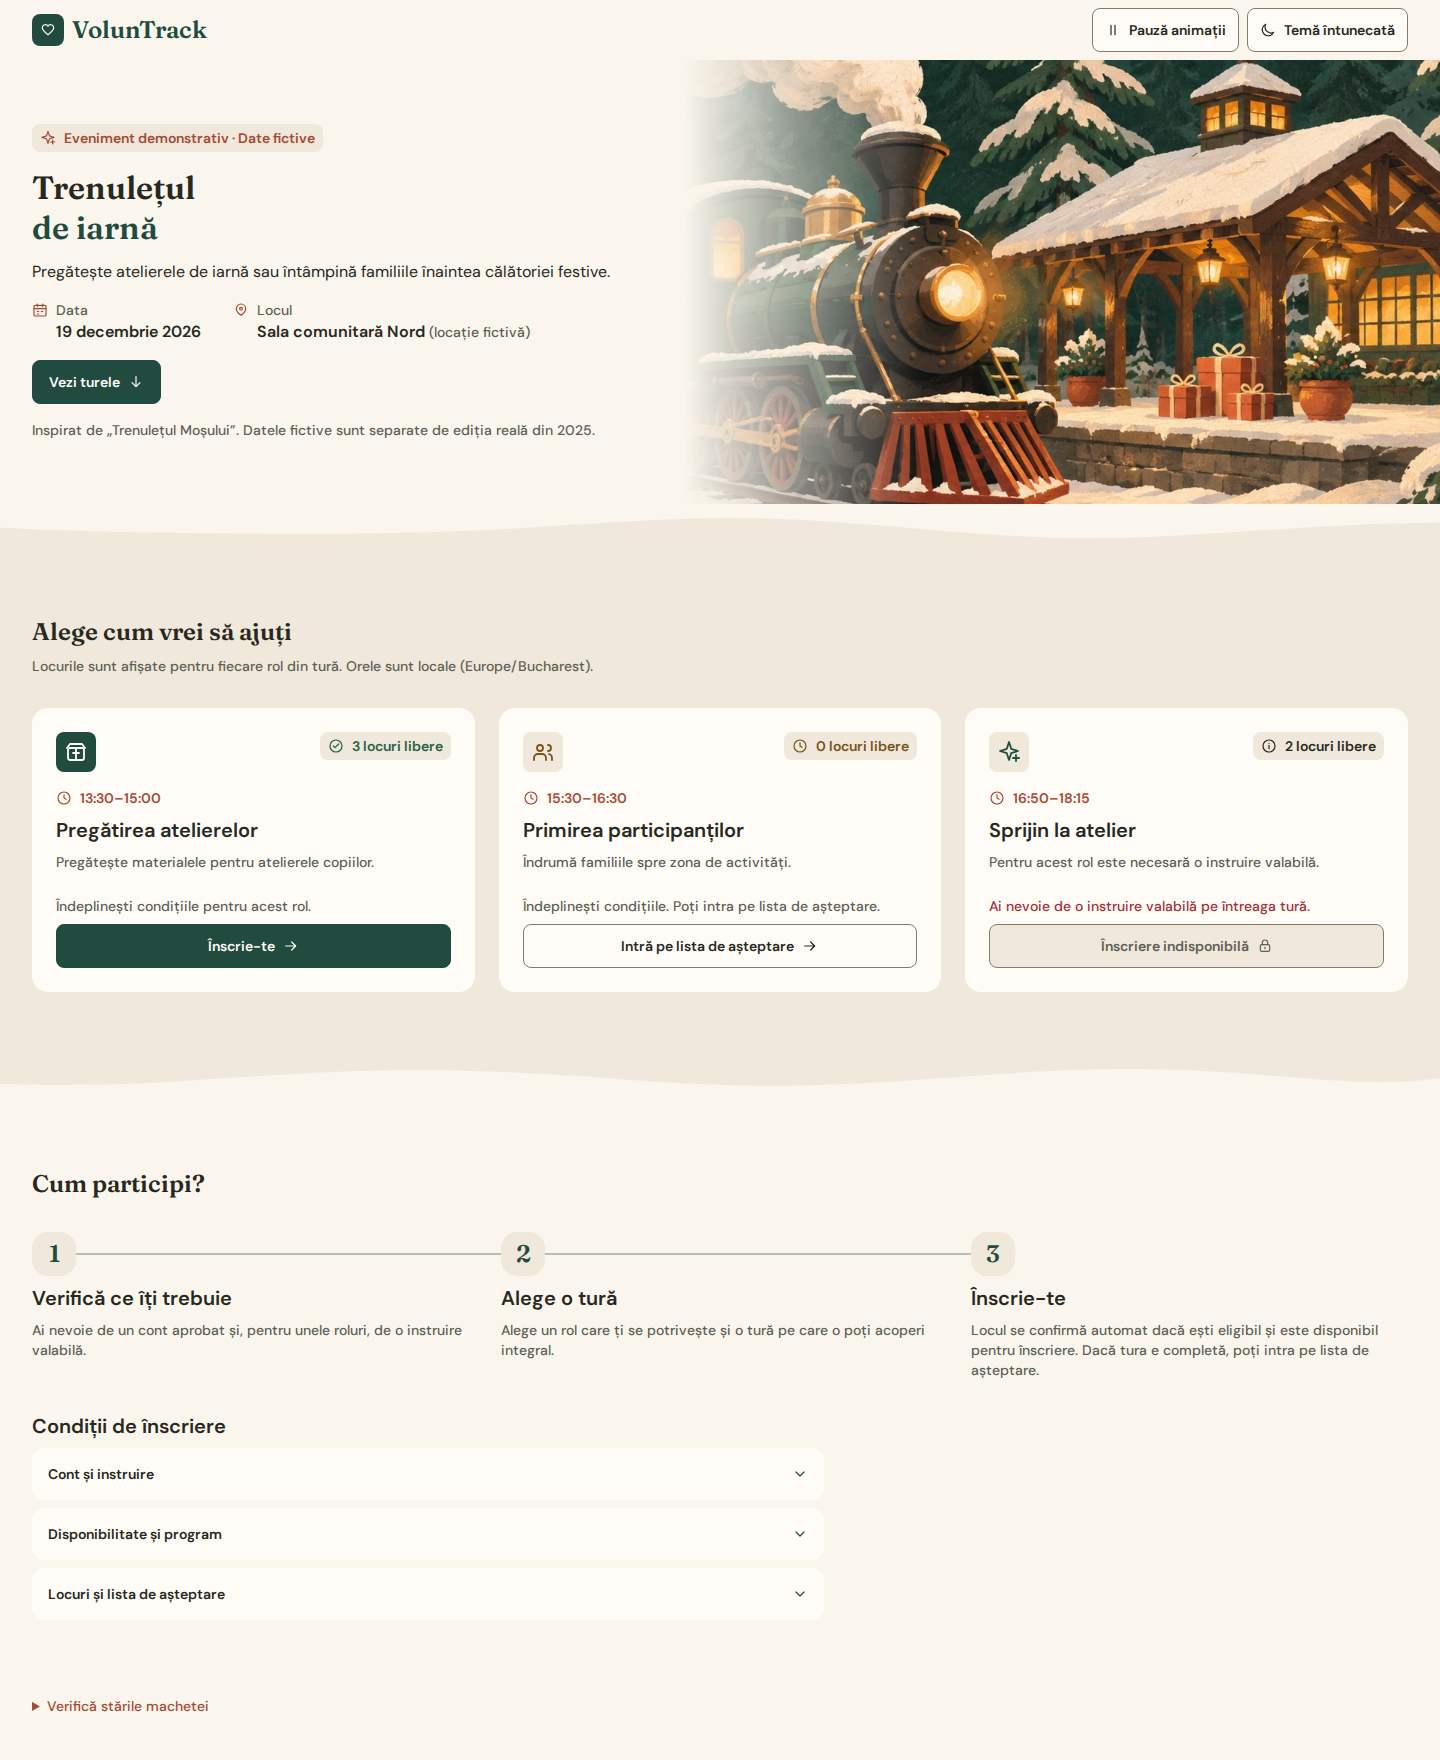 VolunTrack
Pauză animații
Temă întunecată
Eveniment demonstrativ · Date fictive
Trenulețul
de iarnă
Pregătește atelierele de iarnă sau întâmpină familiile înaintea călătoriei festive.
Data
19 decembrie 2026
Locul
Sala comunitară Nord (locație fictivă)
Vezi turele
Inspirat de „Trenulețul Moșului”. Datele fictive sunt separate de ediția reală din 2025.
Alege cum vrei să ajuți
Locurile sunt afișate pentru fiecare rol din tură. Orele sunt locale (Europe/Bucharest).
3 locuri libere
13:30–15:00
Pregătirea atelierelor
Pregătește materialele pentru atelierele copiilor.
Îndeplinești condițiile pentru acest rol.
Înscrie-te
0 locuri libere
15:30–16:30
Primirea participanților
Îndrumă familiile spre zona de activități.
Îndeplinești condițiile. Poți intra pe lista de așteptare.
Intră pe lista de așteptare
2 locuri libere
16:50–18:15
Sprijin la atelier
Pentru acest rol este necesară o instruire valabilă.
Ai nevoie de o instruire valabilă pe întreaga tură.
Înscriere indisponibilă
Cum participi?
1
Verifică ce îți trebuie
Ai nevoie de un cont aprobat și, pentru unele roluri, de o instruire
valabilă.
2
Alege o tură
Alege un rol care ți se potrivește și o tură pe care o poți acoperi
integral.
3
Înscrie-te
Locul se confirmă automat dacă ești eligibil și este disponibil
pentru înscriere. Dacă tura e completă, poți intra pe lista de
așteptare.
Condiții de înscriere
Cont și instruire
Disponibilitate și program
Locuri și lista de așteptare
Verifică stările machetei